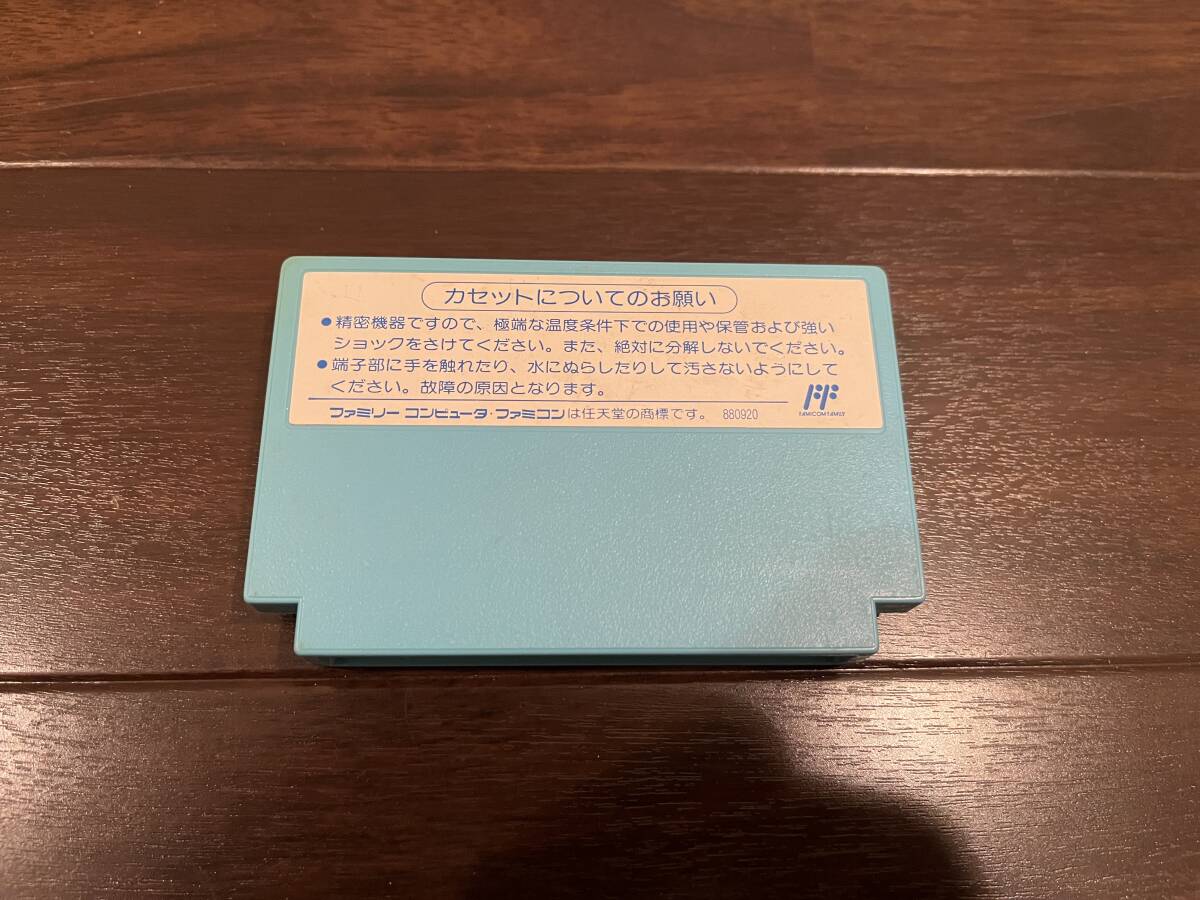 カセットについてのお願い
●精密機器ですので、極端な温度条件下での使用や保管および強い
ショックをさけてください。また、絶対に分解しないでください。
●端子部に手を触れたり、水にぬらしたりして汚さないようにして
ください。故障の原因となります。
FF
FAMICOM FAMILY
ファミリー コンピュータ・ファミコンは任天堂の商標です。 880920